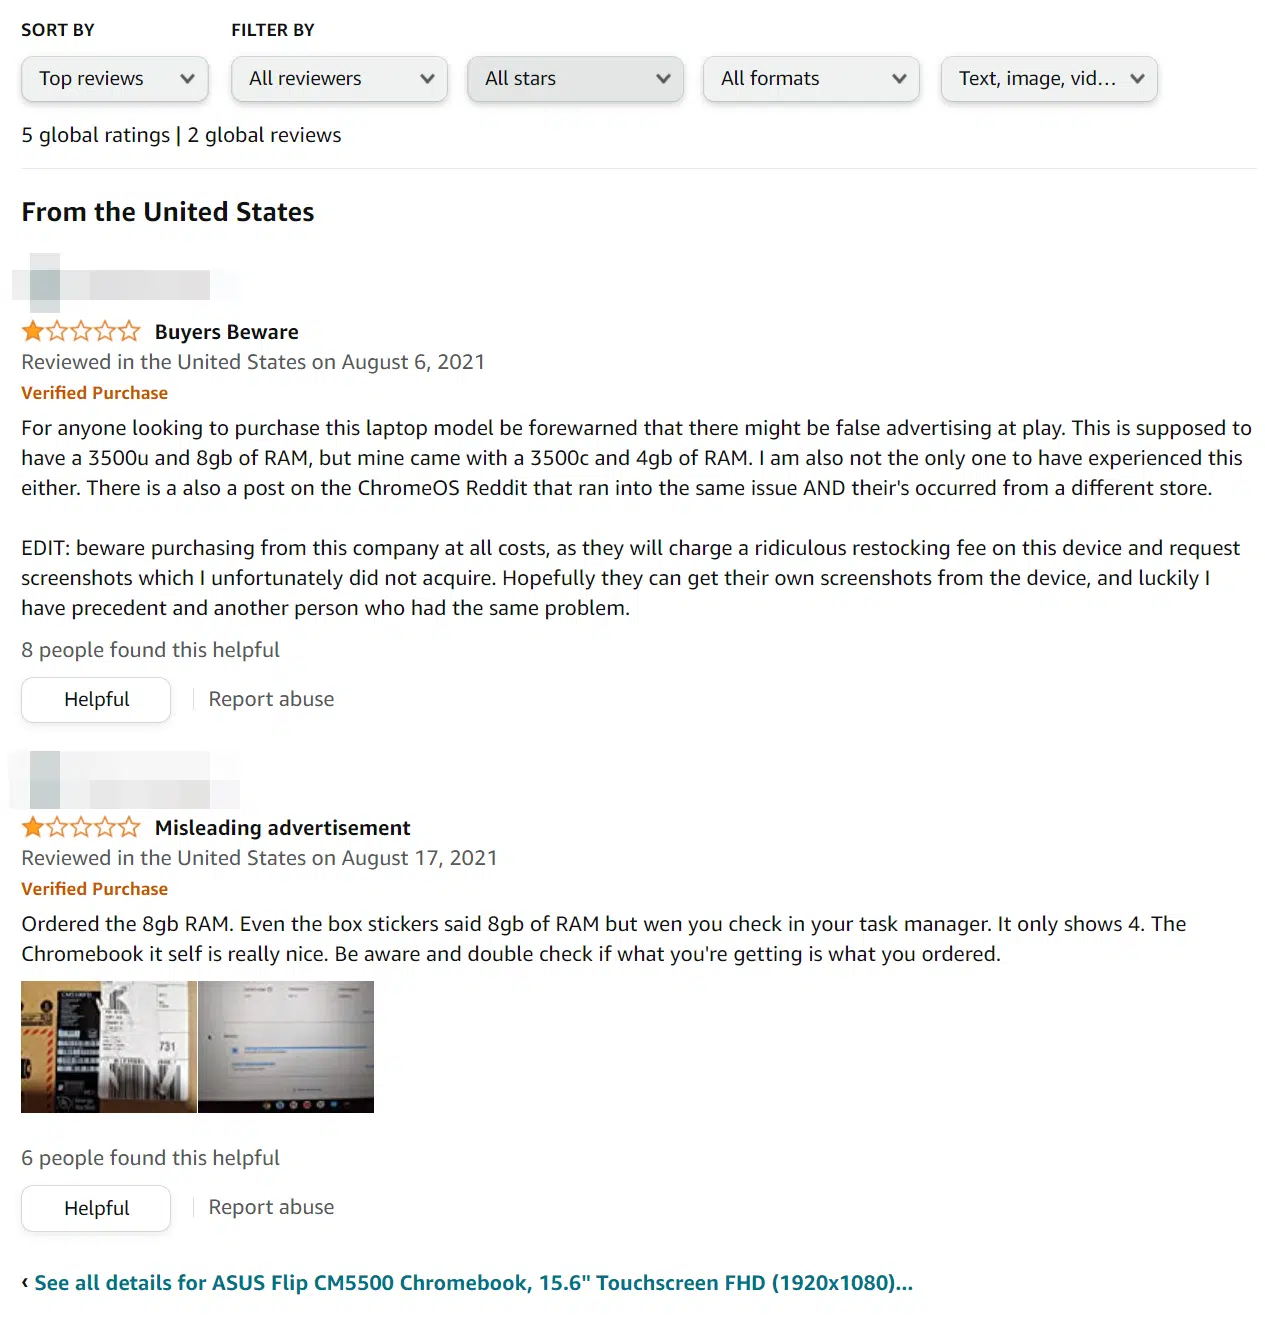 SORT BY
FILTER BY
Top reviews
All reviewers
All stars
All formats
Text, image, vid...
5 global ratings | 2 global reviews
From the United States
Buyers Beware
Reviewed in the United States on August 6, 2021
Verified Purchase
For anyone looking to purchase this laptop model be forewarned that there might be false advertising at play. This is supposed to
have a 3500u and 8gb of RAM, but mine came with a 3500c and 4gb of RAM. I am also not the only one to have experienced this
either. There is a also a post on the ChromeOS Reddit that ran into the same issue AND their's occurred from a different store.
EDIT: beware purchasing from this company at all costs, as they will charge a ridiculous restocking fee on this device and request
screenshots which I unfortunately did not acquire. Hopefully they can get their own screenshots from the device, and luckily I
have precedent and another person who had the same problem.
8 people found this helpful
Helpful
Report abuse
Misleading advertisement
Reviewed in the United States on August 17, 2021
Verified Purchase
Ordered the 8gb RAM. Even the box stickers said 8gb of RAM but wen you check in your task manager. It only shows 4. The
Chromebook it self is really nice. Be aware and double check if what you're getting is what you ordered.
731
6 people found this helpful
Helpful
Report abuse
‹ See all details for ASUS Flip CM5500 Chromebook, 15.6" Touchscreen FHD (1920x1080)...